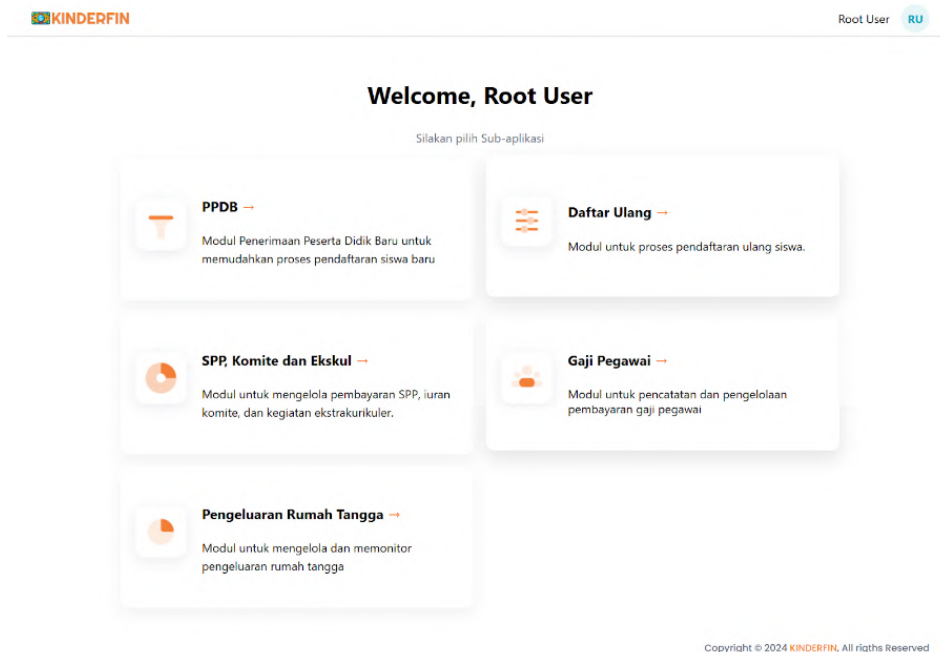 KINDERFIN
Root User
RU
Welcome, Root User
Silakan pilih Sub-aplikasi
PPDB →
Modul Penerimaan Peserta Didik Baru untuk
memudahkan proses pendaftaran siswa baru
Daftar Ulang →
Modul untuk proses pendaftaran ulang siswa.
SPP, Komite dan Ekskul →
Modul untuk mengelola pembayaran SPP, iuran
komite, dan kegiatan ekstrakurikuler.
Gaji Pegawai →
Modul untuk pencatatan dan pengelolaan
pembayaran gaji pegawai
Pengeluaran Rumah Tangga →
Modul untuk mengelola dan memonitor
pengeluaran rumah tangga
Copyright © 2024 KINDERFIN, All rigths Reserved